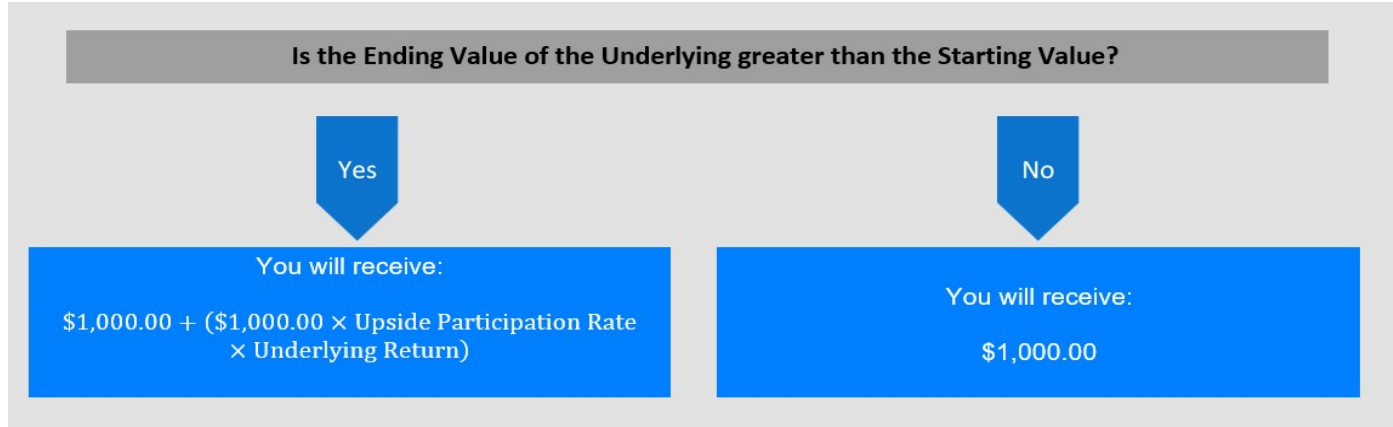 Is the Ending Value of the Underlying greater than the Starting Value?
Yes
No
You will receive:
$1,000.00 + ($1,000.00 × Upside Participation Rate
× Underlying Return)
You will receive:
$1,000.00